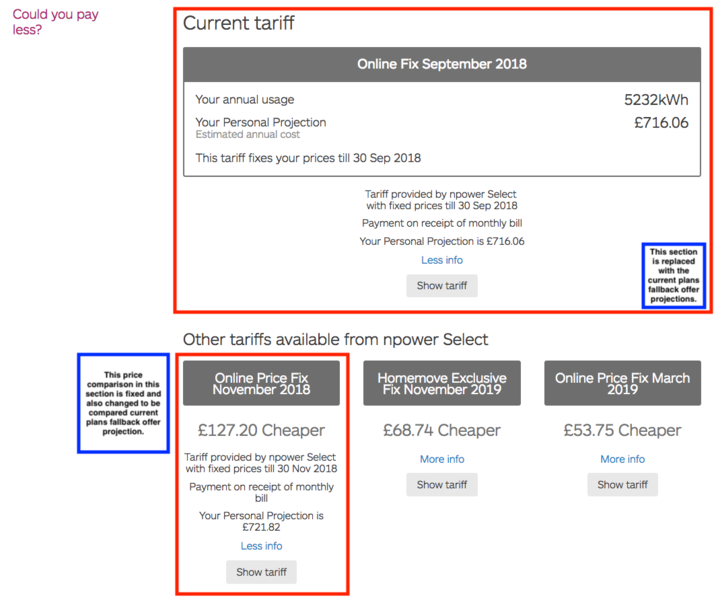 Could you pay
less?
Current tariff
Online Fix September 2018
Your annual usage 5232kWh
Your Personal Projection £716.06
Estimated annual cost
This tariff fixes your prices till 30 Sep 2018
Tariff provided by npower Select
with fixed prices till 30 Sep 2018
Payment on receipt of monthly bill
Your Personal Projection is £716.06
Less info
Show tariff
This section
is replaced
with the
current plans
fallback offer
projections.
Other tariffs available from npower Select
This price
comparison in this
section is fixed and
also changed to be
compared current
plans fallback offer
projection.
Online Price Fix
November 2018
£127.20 Cheaper
Tariff provided by npower Select
with fixed prices till 30 Nov 2018
Payment on receipt of monthly
bill
Your Personal Projection is
£721.82
Less info
Show tariff
Homemove Exclusive
Fix November 2019
£68.74 Cheaper
More info
Show tariff
Online Price Fix March
2019
£53.75 Cheaper
More info
Show tariff